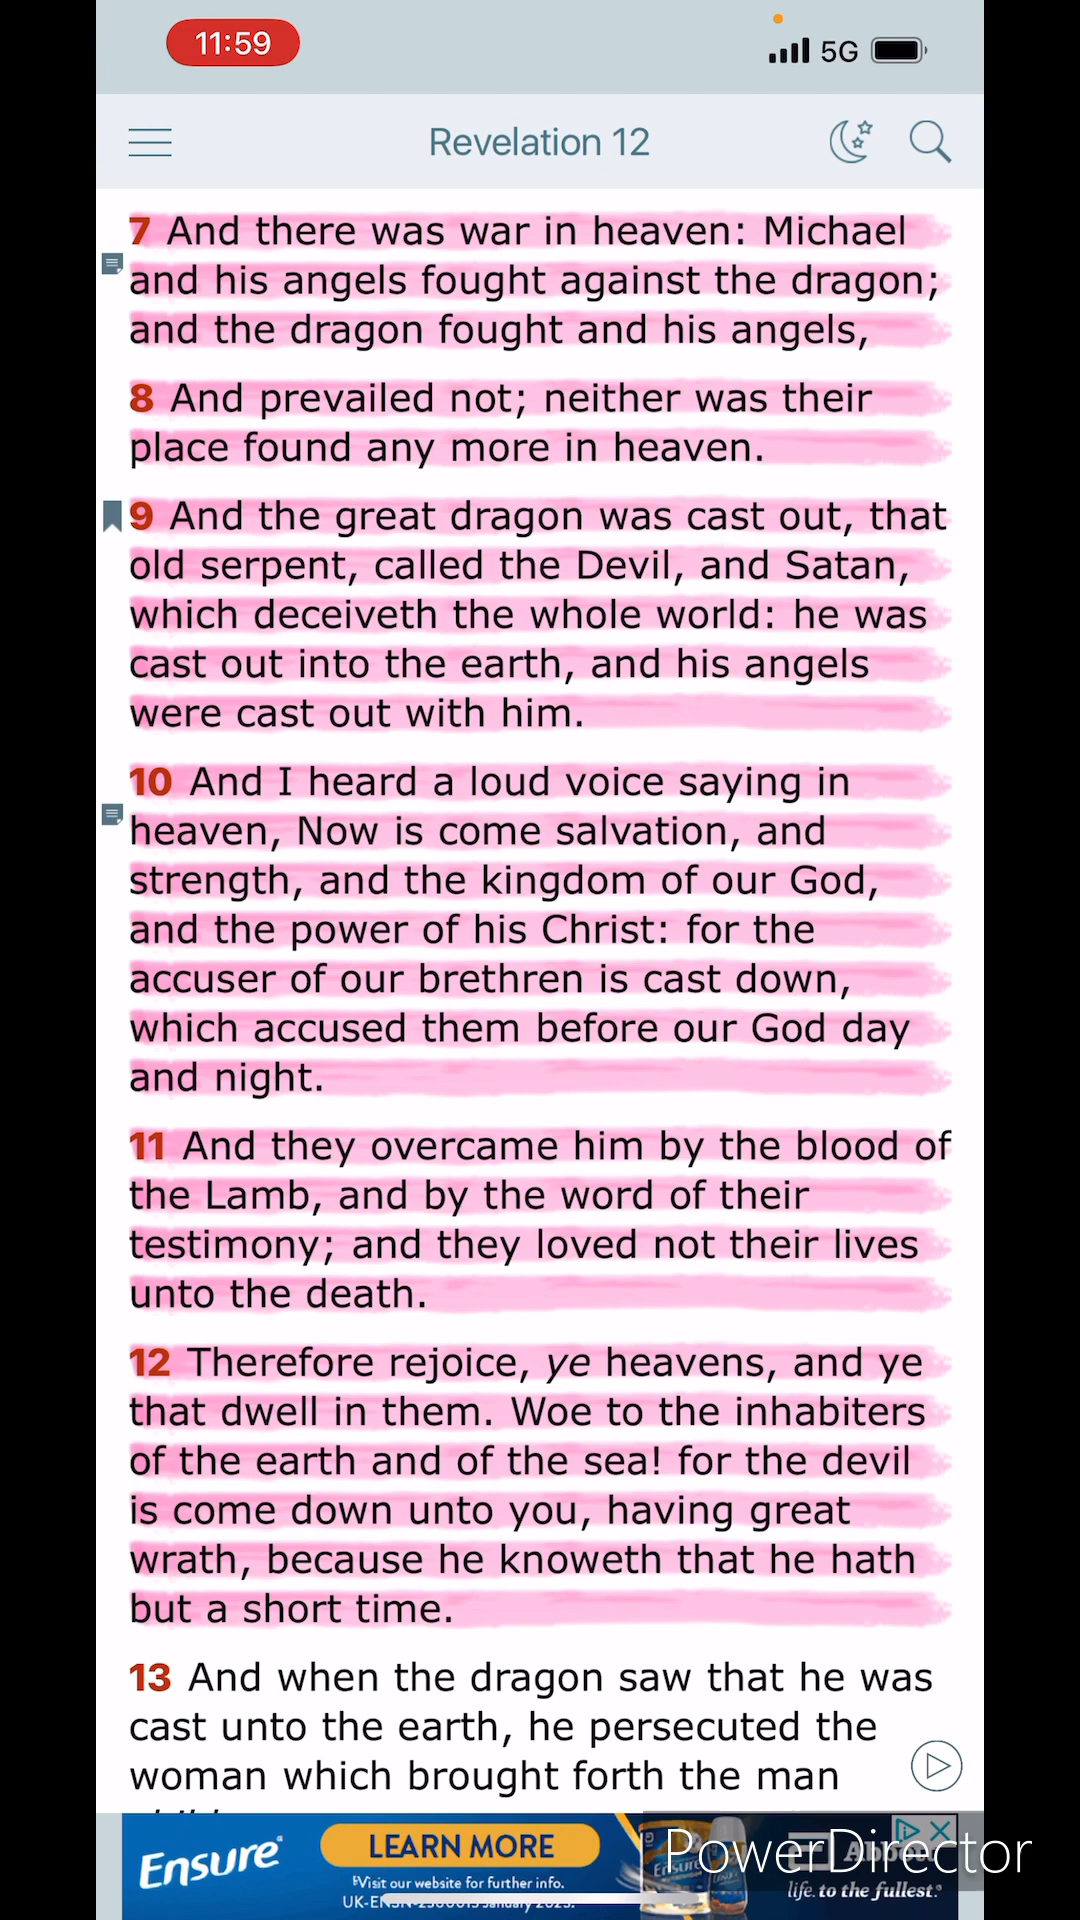 11:59
5G
Revelation 12
7 And there was war in heaven: Michael
and his angels fought against the dragon;
and the dragon fought and his angels,
8 And prevailed not; neither was their
place found any more in heaven.
9 And the great dragon was cast out, that
old serpent, called the Devil, and Satan,
which deceiveth the whole world: he was
cast out into the earth, and his angels
were cast out with him.
10 And I heard a loud voice saying in
heaven, Now is come salvation, and
strength, and the kingdom of our God,
and the power of his Christ: for the
accuser of our brethren is cast down,
which accused them before our God day
and night.
11 And they overcame him by the blood of
the Lamb, and by the word of their
testimony; and they loved not their lives
unto the death.
12 Therefore rejoice, ye heavens, and ye
that dwell in them. Woe to the inhabiters
of the earth and of the sea! for the devil
is come down unto you, having great
wrath, because he knoweth that he hath
but a short time.
13 And when the dragon saw that he was
cast unto the earth, he persecuted the
woman which brought forth the man
Ensure
LEARN MORE
Visit our website for further info.
Ensure
Abbott
life. to the fullest.®
PowerDirector